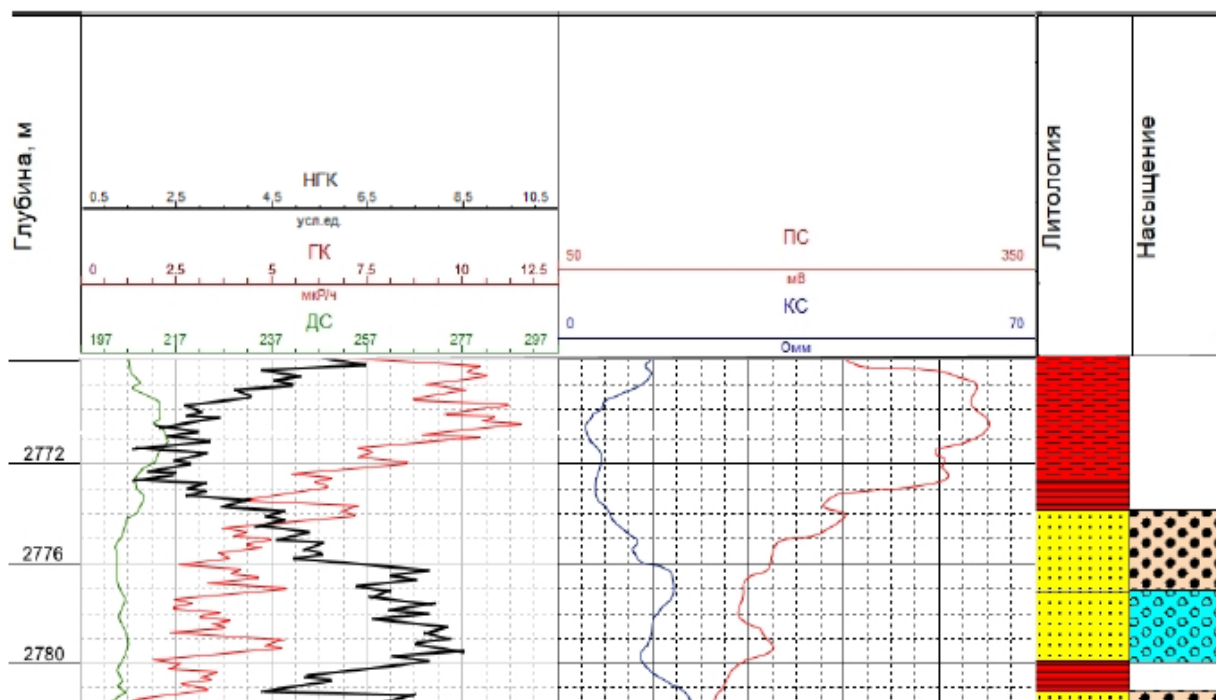 Глубина, м
НГК
0.5 2,5 4,5 6,5 8,5 10.5
усл.ед.
ГК
0 2.5 5 7.5 10 12.5
мкР/ч
ДС
197 217 237 257 277 297
ПС
50 350
мВ
КС
0 70
Омм
Литология
Насыщение
2772
2776
2780